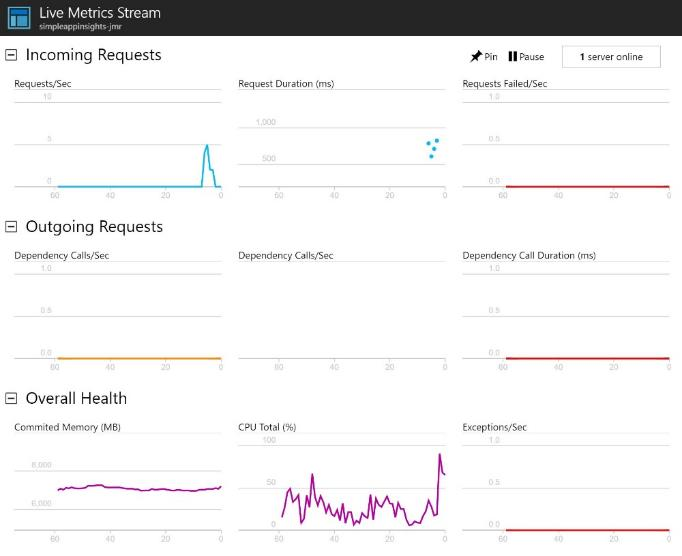 Live Metrics Stream
simpleappinsights-jmr
Incoming Requests
Pin Pause 1 server online
Requests/Sec Request Duration (ms) Requests Failed/Sec
10 1.0
1,000
5 0.5
500
0 0.0
60 40 20 0 60 40 20 0 60 40 20 0
Outgoing Requests
Dependency Calls/Sec Dependency Calls/Sec Dependency Call Duration (ms)
1.0 1.0
0.5 0.5
0.0 0.0
60 40 20 0 60 40 20 0 60 40 20 0
Overall Health
Commited Memory (MB) CPU Total (%) Exceptions/Sec
100 1.0
8,000
50 0.5
6,000
0 0.0
60 40 20 0 60 40 20 0 60 40 20 0